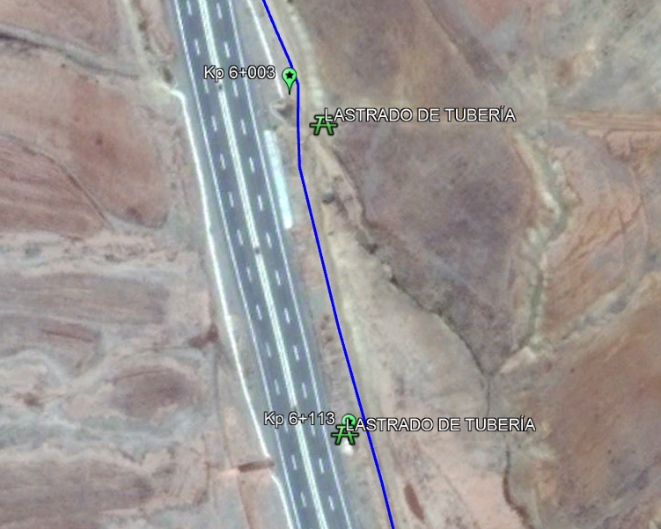 Kp 6+003
LASTRADO DE TUBERÍA
Kp 6+113
LASTRADO DE TUBERÍA